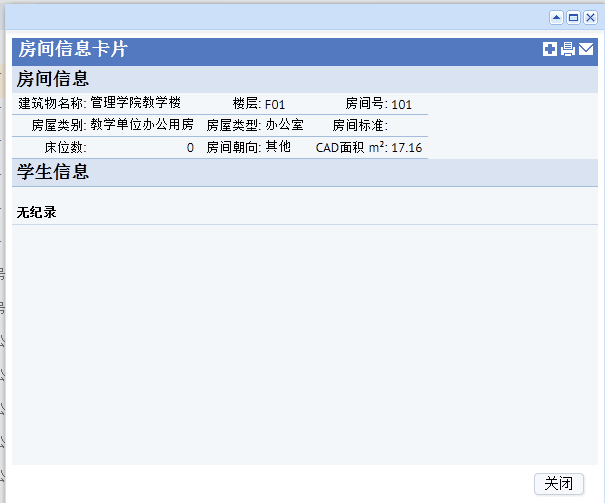 房间信息卡片
房间信息
建筑物名称: 管理学院教学楼 楼层: F01 房间号: 101
房屋类别: 教学单位办公用房 房屋类型: 办公室 房间标准:
床位数: 0 房间朝向: 其他 CAD面积 m²: 17.16
学生信息
无纪录
关闭